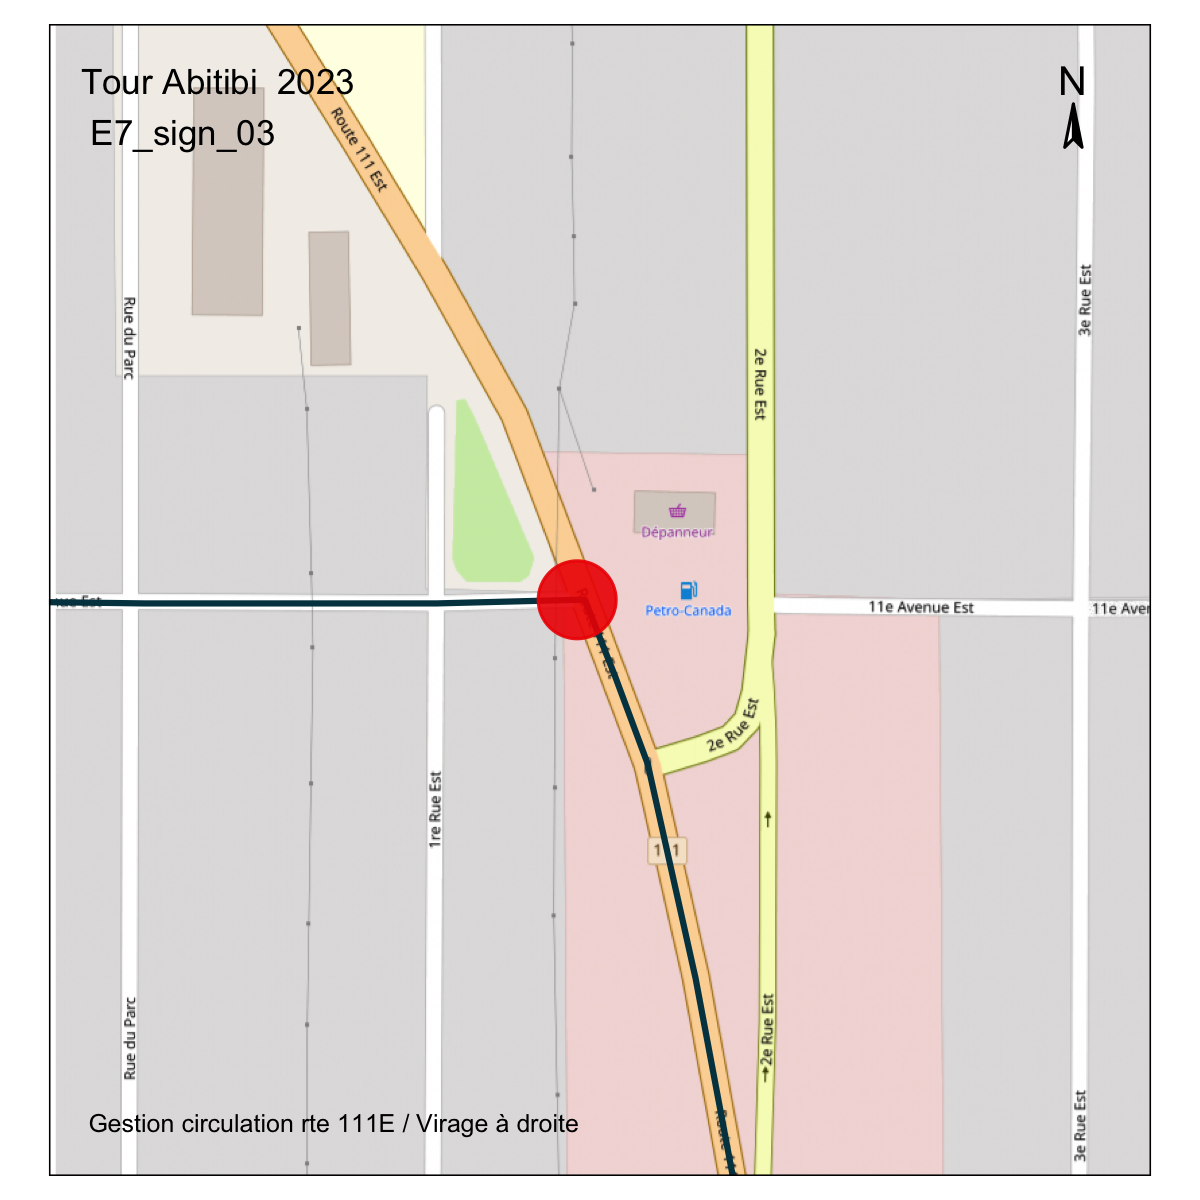 Tour Abitibi 2023
E7_sign_03
N
Route 111 Est
Rue du Parc
3e Rue Est
2e Rue Est
Dépanneur
Petro-Canada
11e Avenue Est
11e Aver
2e Rue Est
1re Rue Est
2e Rue Est
Rue du Parc
3e Rue Est
Gestion circulation rte 111E / Virage à droite